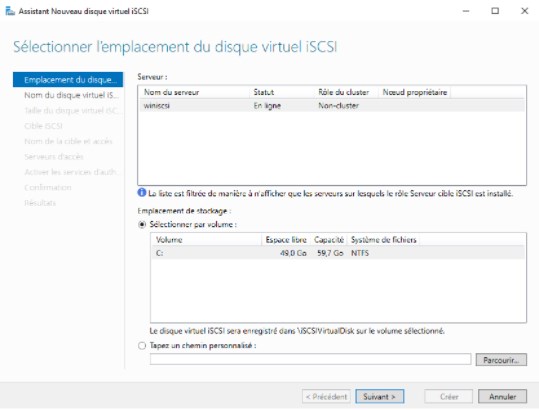 Assistant Nouveau disque virtuel iSCSI
Sélectionner l'emplacement du disque virtuel iSCSI
Emplacement du disque...
Nom du disque virtuel iS...
Taille du disque virtuel iSC...
Cible iSCSI
Nom de la cible et accès
Serveurs d'accès
Activer les services d'auth...
Confirmation
Résultats
Serveur :
Nom du serveur Statut Rôle du cluster Nœud propriétaire
winiscsi En ligne Non-cluster
La liste est filtrée de manière à n'afficher que les serveurs sur lesquels le rôle Serveur cible iSCSI est installé.
Emplacement de stockage :
Sélectionner par volume :
Volume Espace libre Capacité Système de fichiers
C: 49,0 Go 59,7 Go NTFS
Le disque virtuel iSCSI sera enregistré dans \iSCSIVirtualDisk sur le volume sélectionné.
Tapez un chemin personnalisé :
Parcourir...
< Précédent Suivant > Créer Annuler